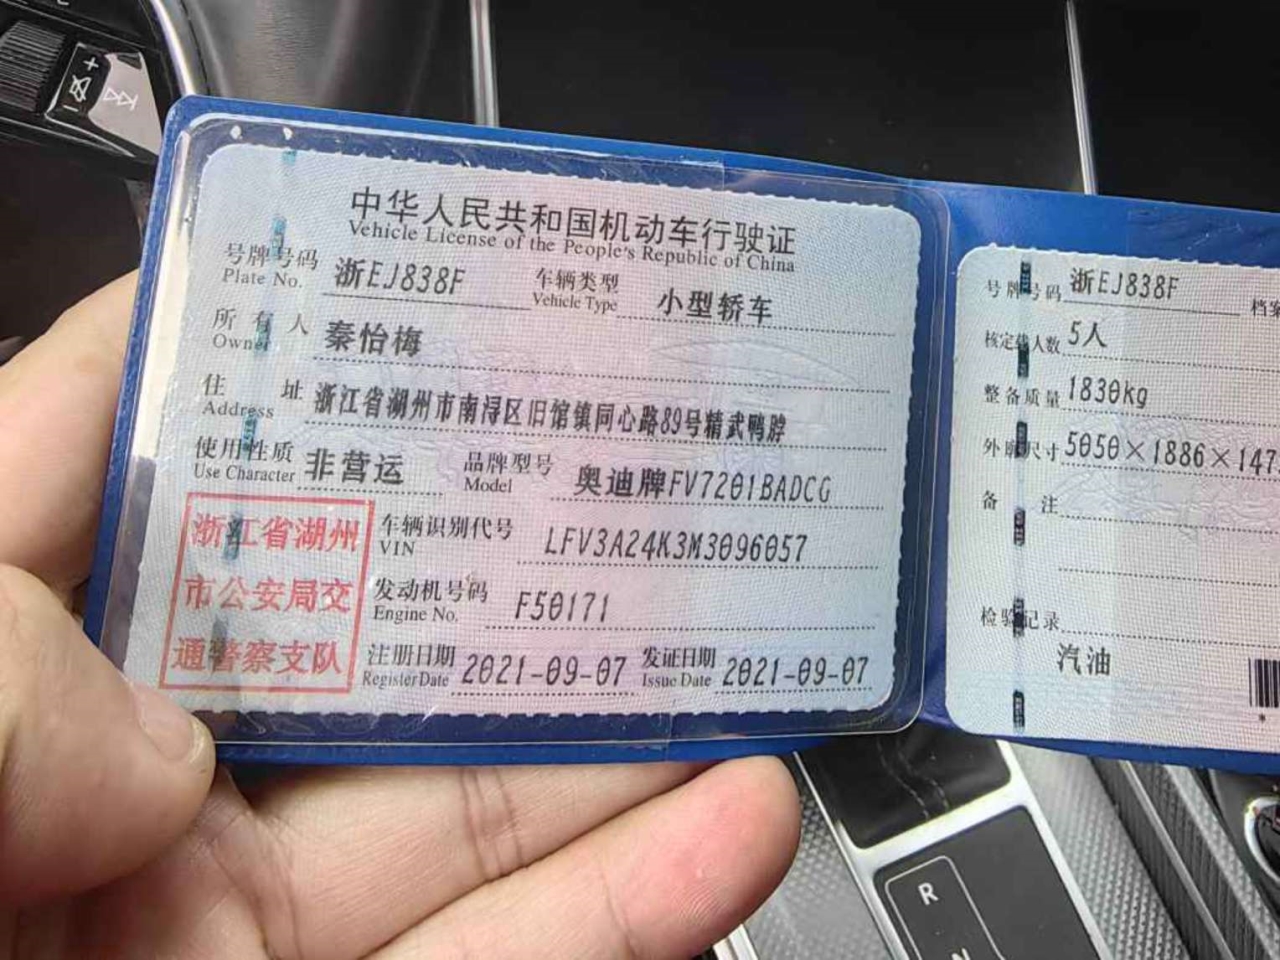 中华人民共和国机动车行驶证
Vehicle License of the People's Republic of China
号牌号码 浙EJ838F 车辆类型 小型轿车
Plate No. Vehicle Type
所有人 秦怡梅
Owner
住址 浙江省湖州市南浔区旧馆镇同心路89号精武鸭脖
Address
使用性质 非营运 品牌型号 奥迪牌FV7201BADCG
Use Character Model
浙江省湖州
市公安局交
通警察支队
车辆识别代号 LFV3A24K3M3096057
VIN
发动机号码 F50171
Engine No.
注册日期 2021-09-07 发证日期 2021-09-07
Register Date Issue Date
号牌号码 浙EJ838F 档案
核定载人数 5人
整备质量 1830kg
外廓尺寸 5050×1886×147
备注
检验记录
汽油
*
R
N